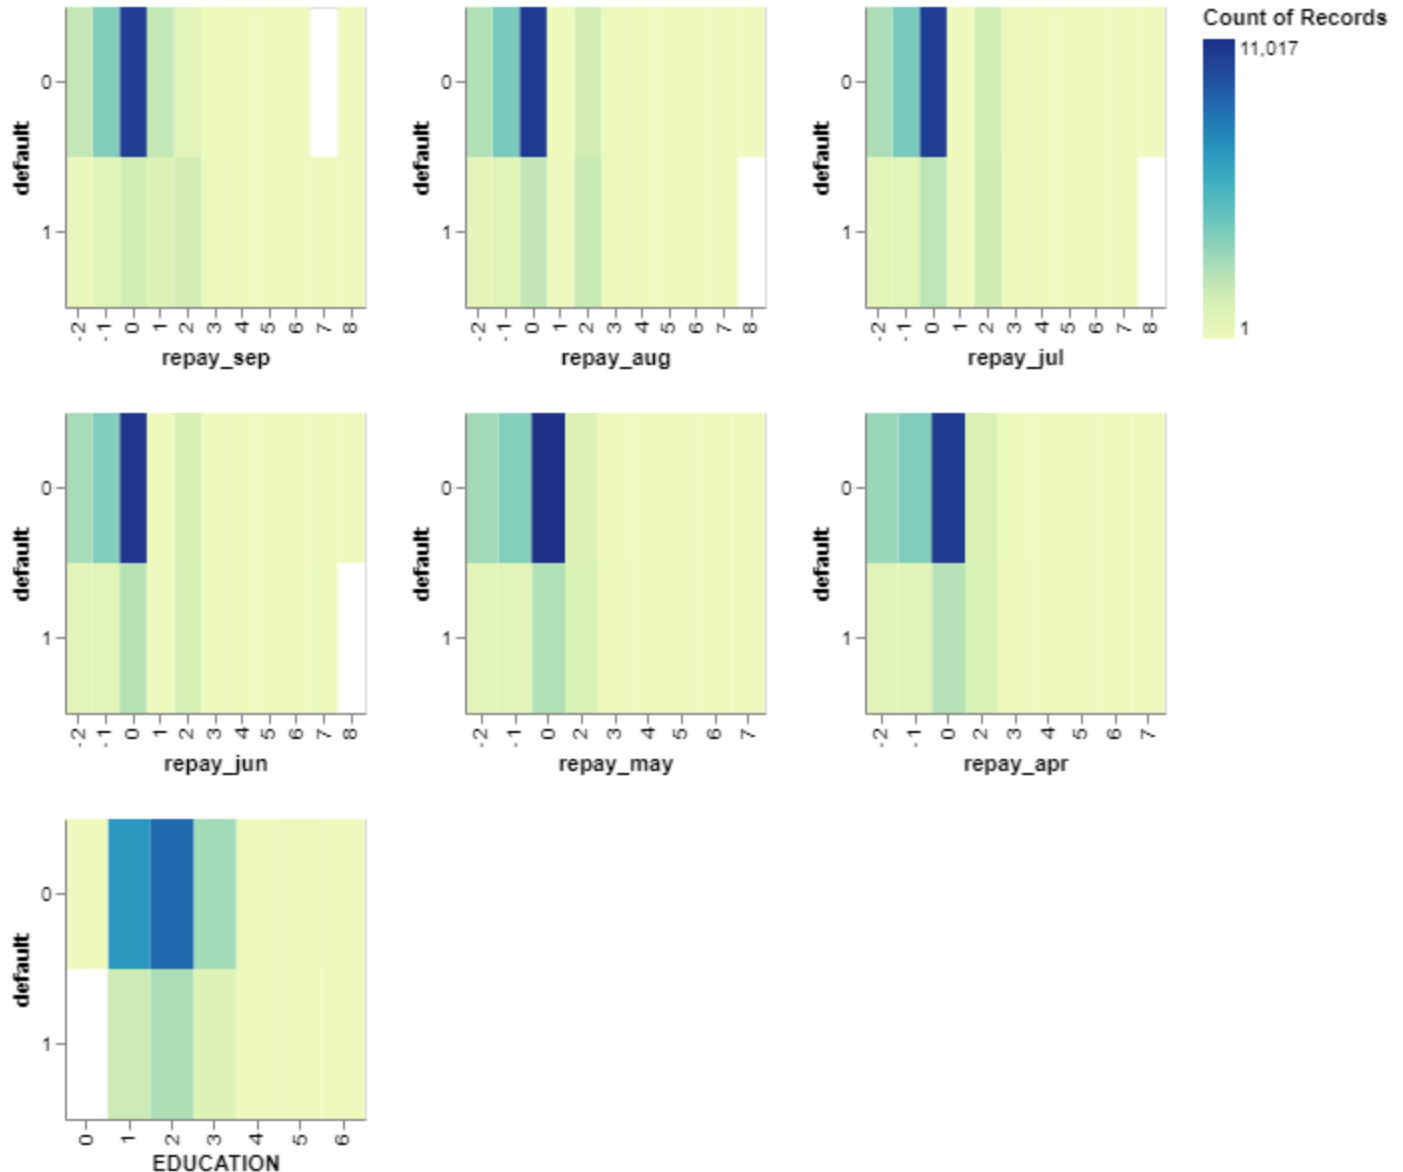 default
0
1
-2 -1 0 1 2 3 4 5 6 7 8
repay_sep
default
0
1
-2 -1 0 1 2 3 4 5 6 7 8
repay_aug
default
0
1
-2 -1 0 1 2 3 4 5 6 7 8
repay_jul
Count of Records
11,017
1
default
0
1
-2 -1 0 1 2 3 4 5 6 7 8
repay_jun
default
0
1
-2 -1 0 2 3 4 5 6 7
repay_may
default
0
1
-2 -1 0 2 3 4 5 6 7
repay_apr
default
0
1
0 1 2 3 4 5 6
EDUCATION